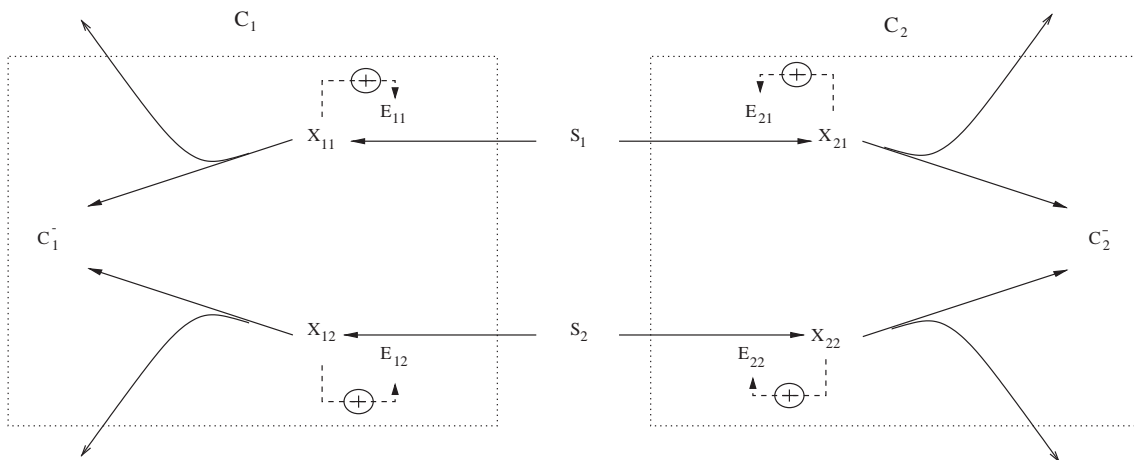 C₁ C₂
E₁₁ E₂₁
X₁₁ S₁ X₂₁
C₁⁻ C₂⁻
X₁₂ S₂ X₂₂
E₁₂ E₂₂